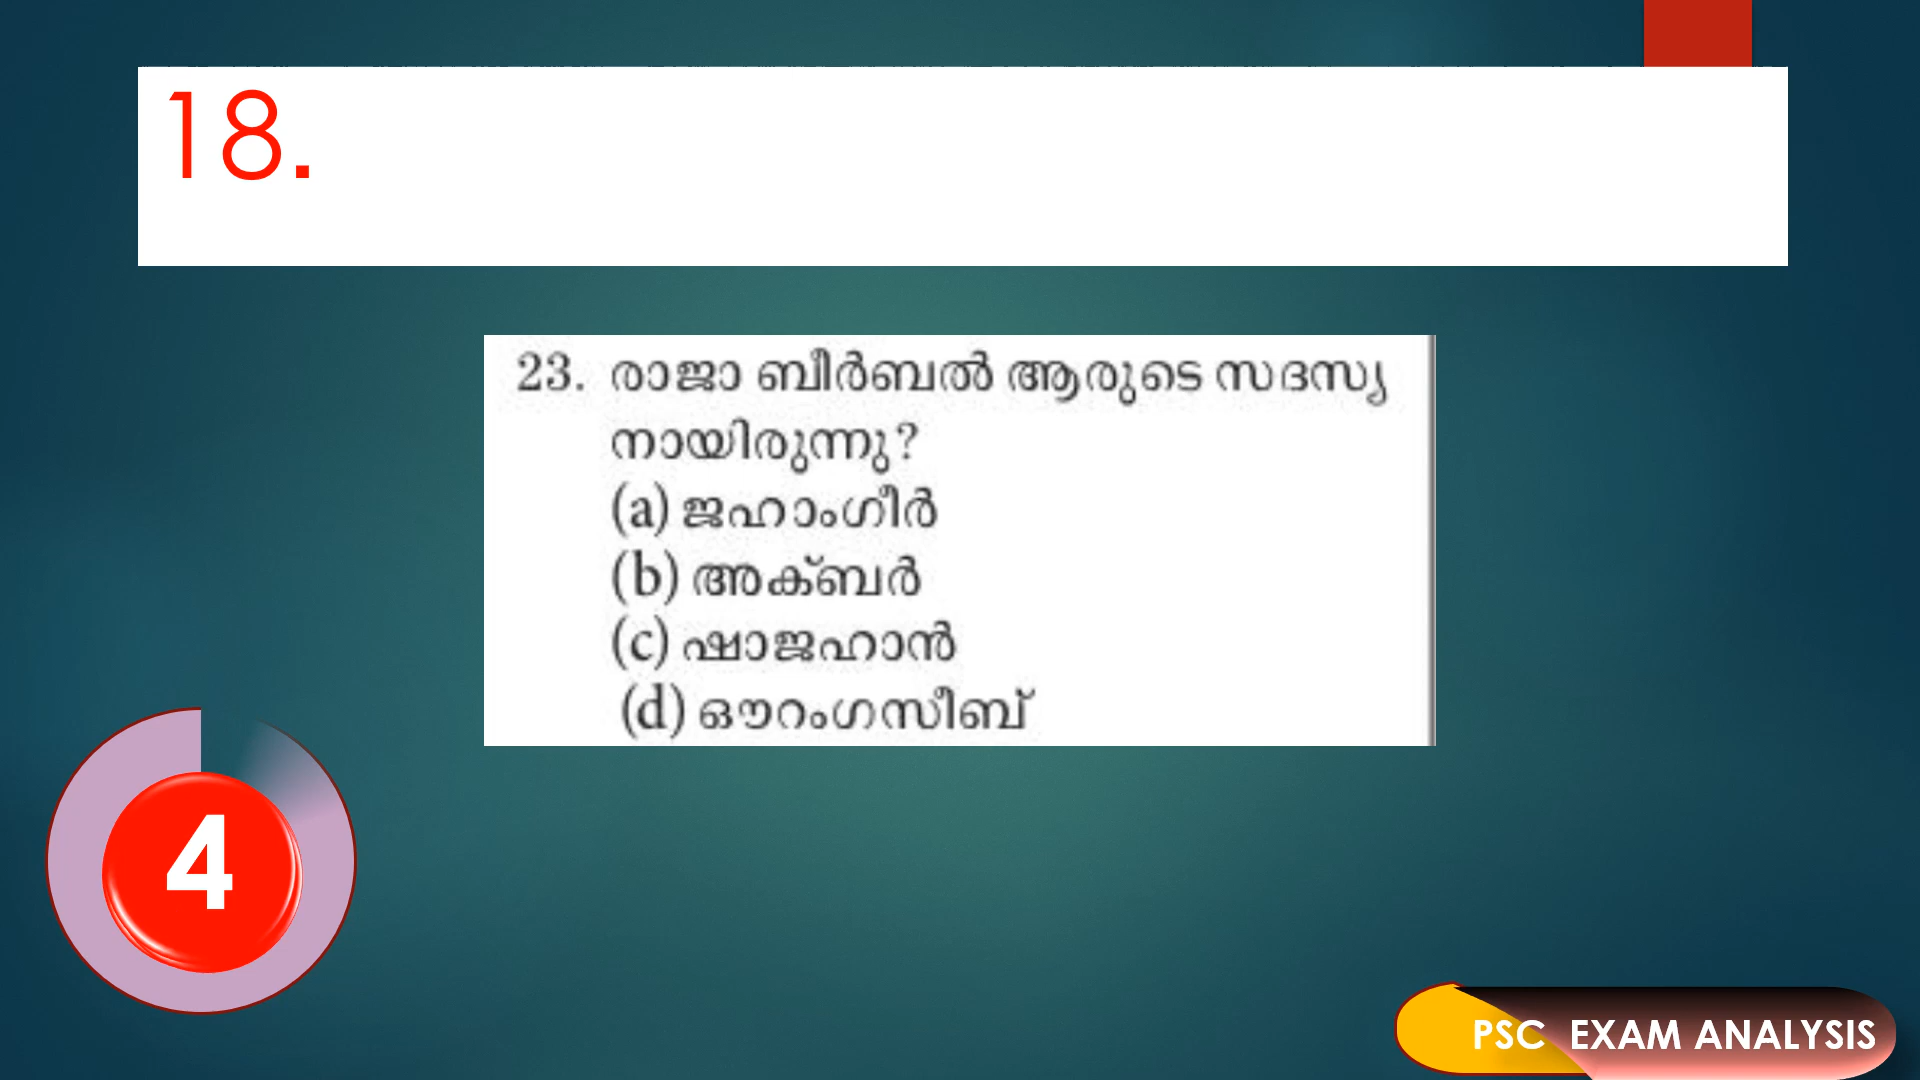 18.
23. രാജാ ബീർബൽ ആരുടെ സദസ്യ
നായിരുന്നു?
(a) ജഹാംഗീർ
(b) അക്ബർ
(c) ഷാജഹാൻ
(d) ഔറംഗസീബ്
4
PSC EXAM ANALYSIS